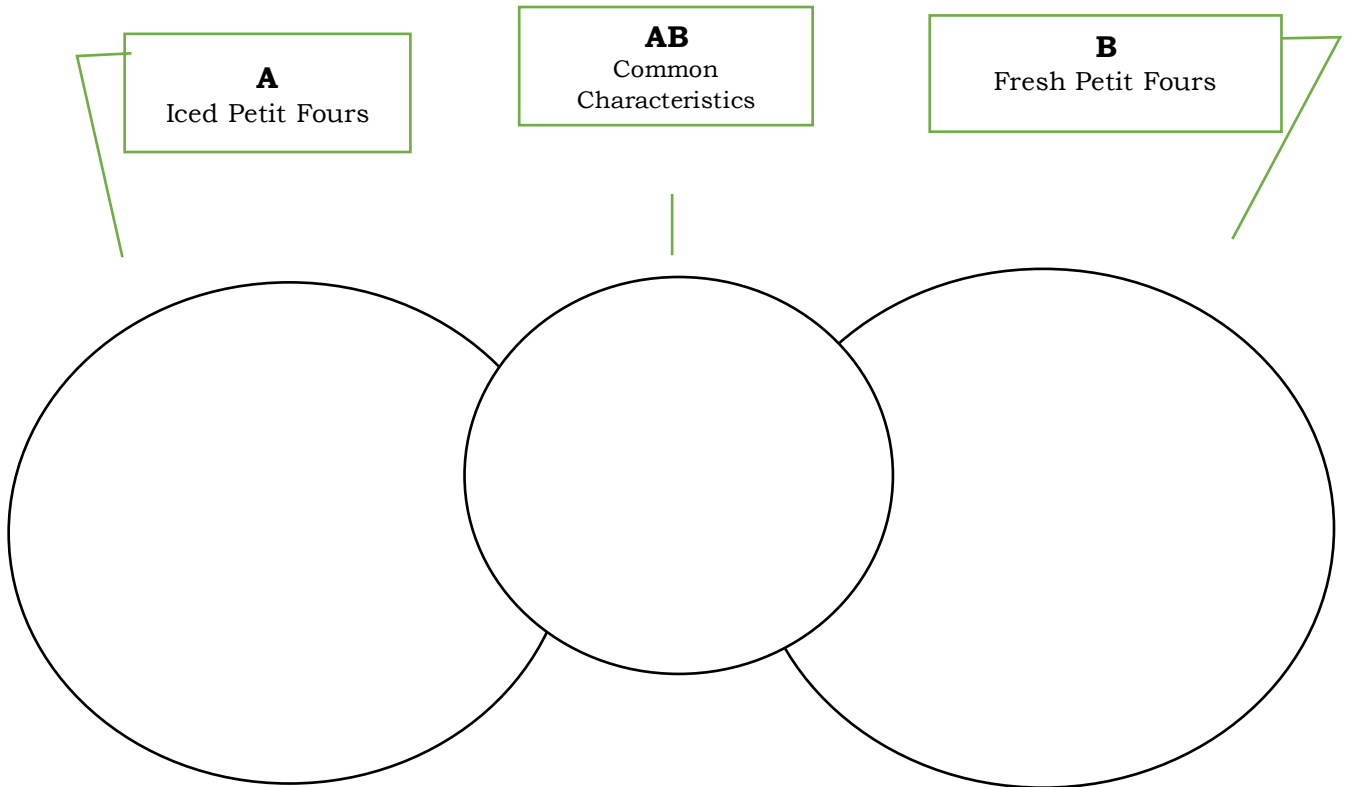 A
Iced Petit Fours
AB
Common
Characteristics
B
Fresh Petit Fours